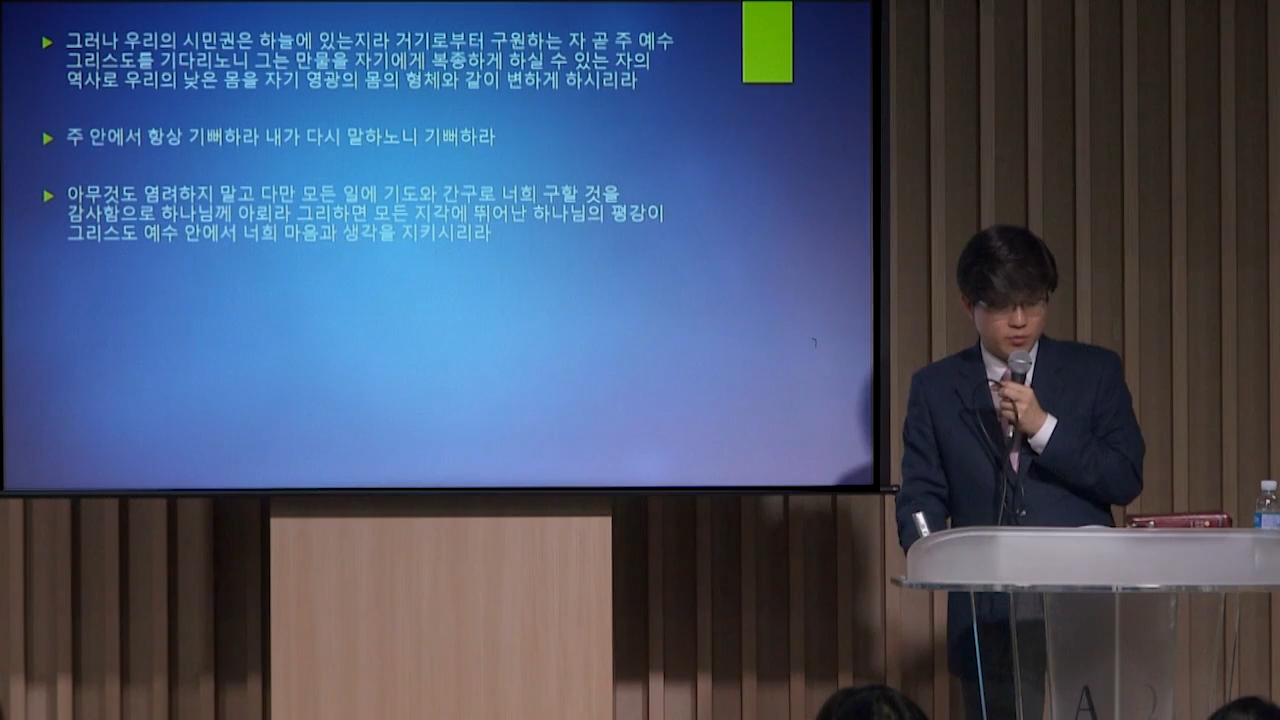 그러나 우리의 시민권은 하늘에 있는지라 거기로부터 구원하는 자 곧 주 예수
그리스도를 기다리노니 그는 만물을 자기에게 복종하게 하실 수 있는 자의
역사로 우리의 낮은 몸을 자기 영광의 몸의 형체와 같이 변하게 하시리라
주 안에서 항상 기뻐하라 내가 다시 말하노니 기뻐하라
아무것도 염려하지 말고 다만 모든 일에 기도와 간구로 너희 구할 것을
감사함으로 하나님께 아뢰라 그리하면 모든 지각에 뛰어난 하나님의 평강이
그리스도 예수 안에서 너희 마음과 생각을 지키시리라